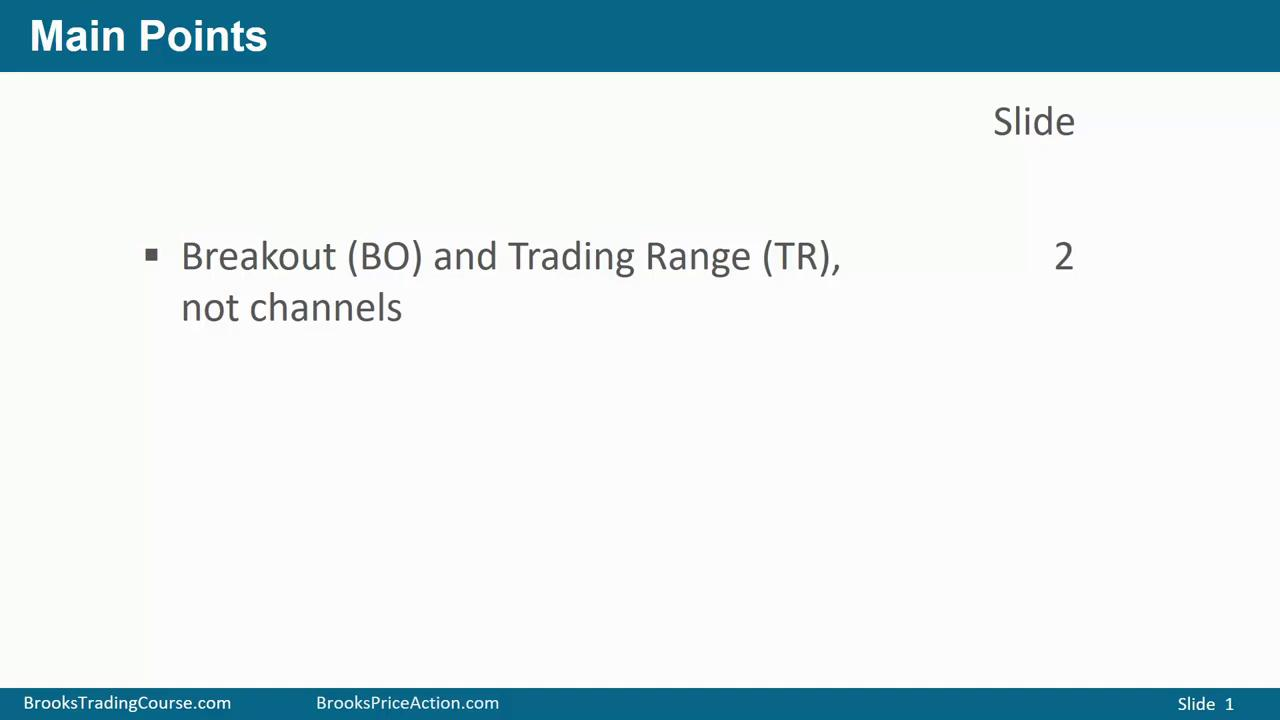 Main Points
Slide
▪ Breakout (BO) and Trading Range (TR), 2
not channels
BrooksTradingCourse.com BrooksPriceAction.com Slide 1